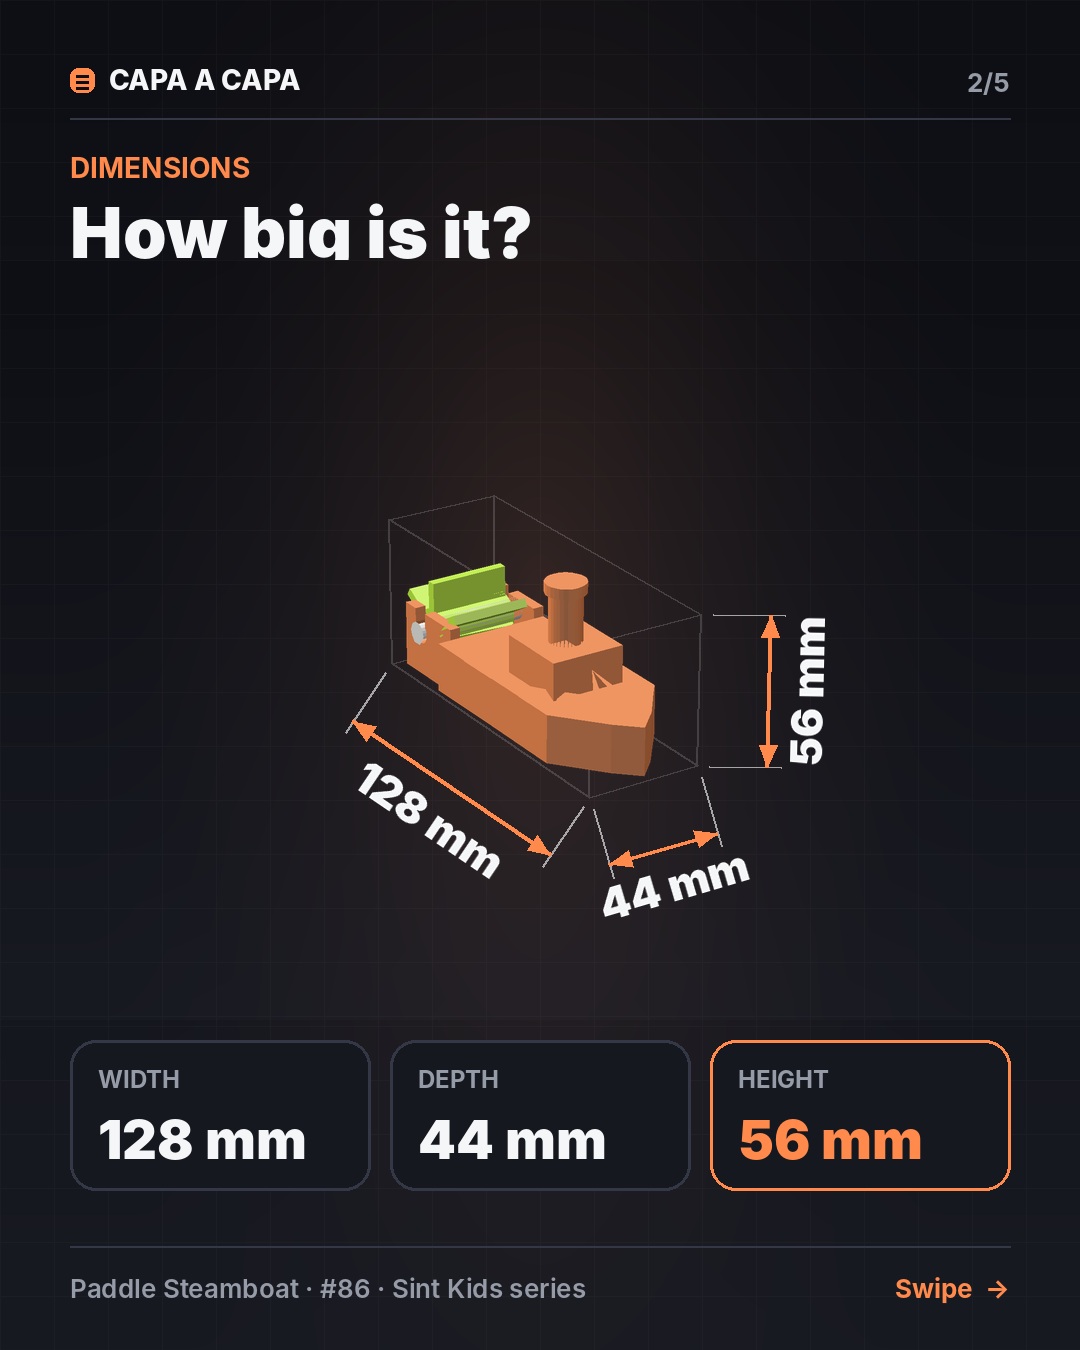 CAPA A CAPA
2/5
DIMENSIONS
How big is it?
56 mm
128 mm
44 mm
WIDTH
128 mm
DEPTH
44 mm
HEIGHT
56 mm
Paddle Steamboat · #86 · Sint Kids series
Swipe →